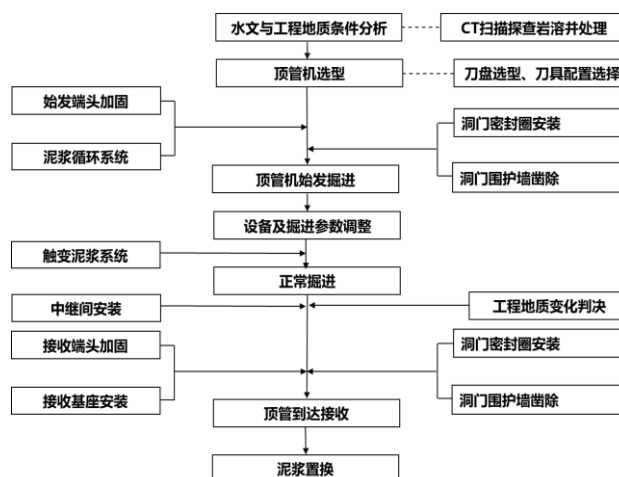 水文与工程地质条件分析
CT扫描探查岩溶并处理
顶管机选型
刀盘选型、刀具配置选择
始发端头加固
洞门密封圈安装
泥浆循环系统
顶管机始发掘进
洞门围护墙凿除
设备及掘进参数调整
触变泥浆系统
正常掘进
中继间安装
工程地质变化判决
接收端头加固
洞门密封圈安装
接收基座安装
顶管到达接收
洞门围护墙凿除
泥浆置换